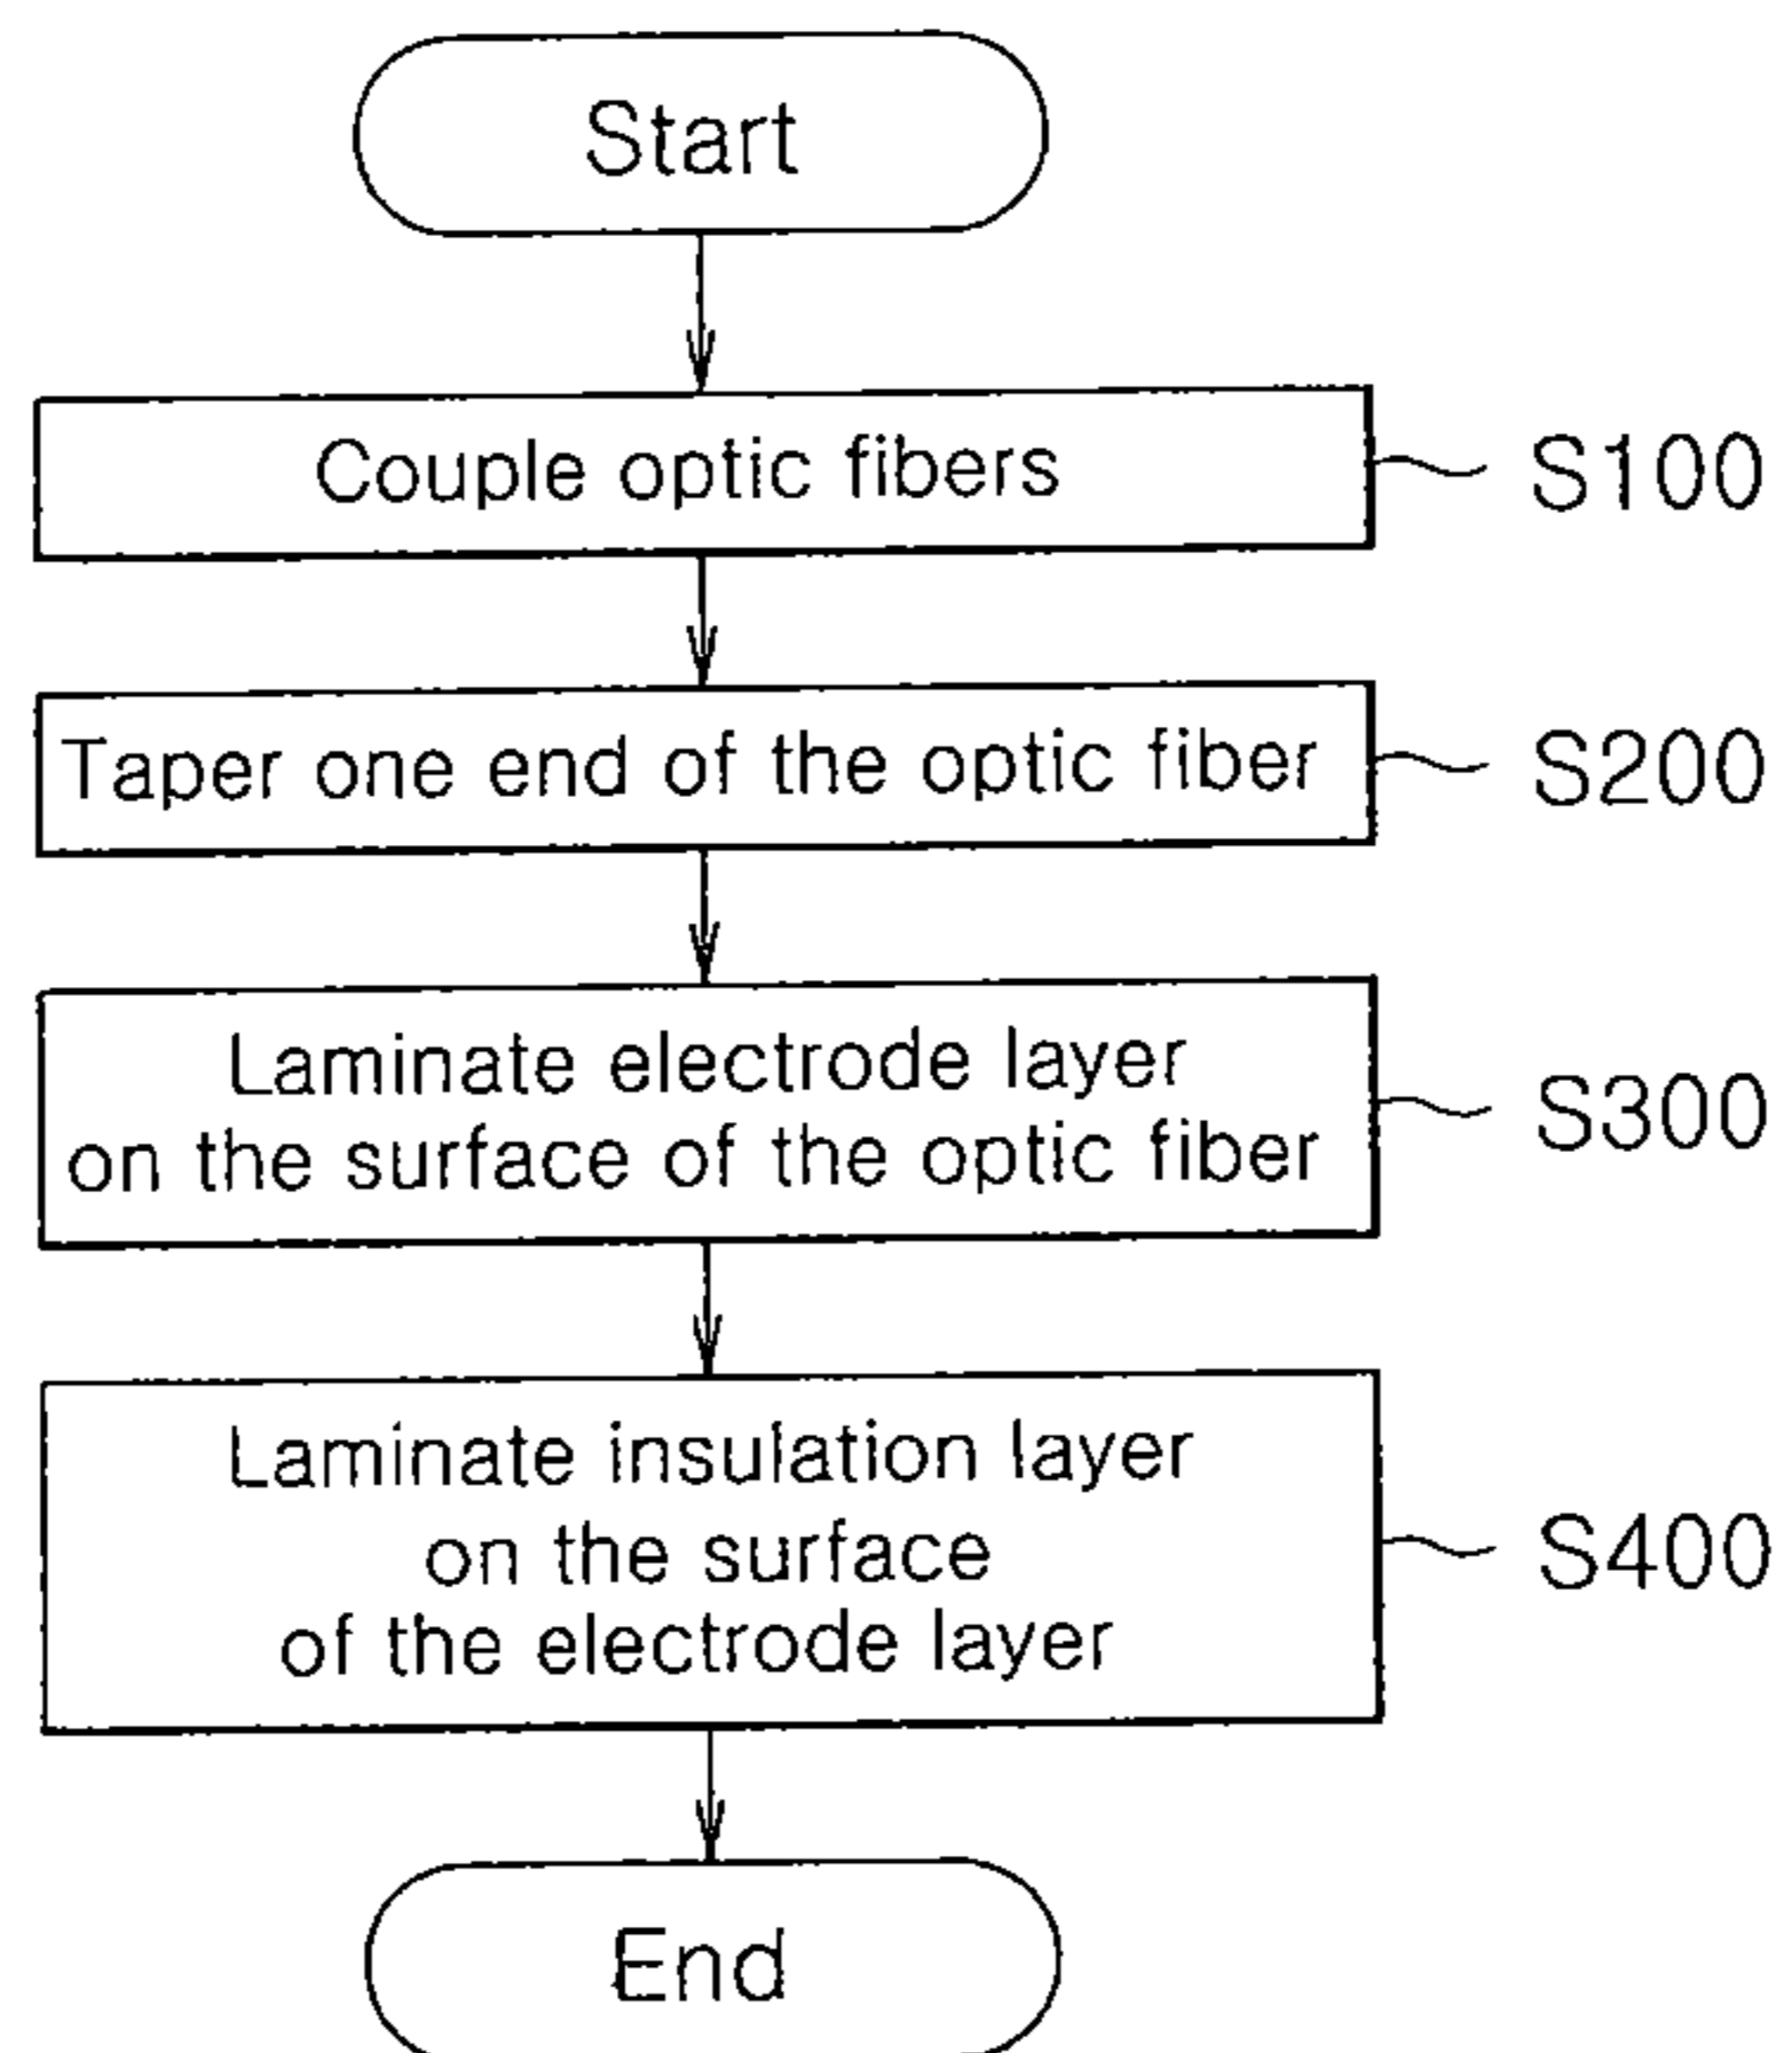 Start
Couple optic fibers
S100
Taper one end of the optic fiber
S200
Laminate electrode layer
on the surface of the optic fiber
S300
Laminate insulation layer
on the surface
of the electrode layer
S400
End